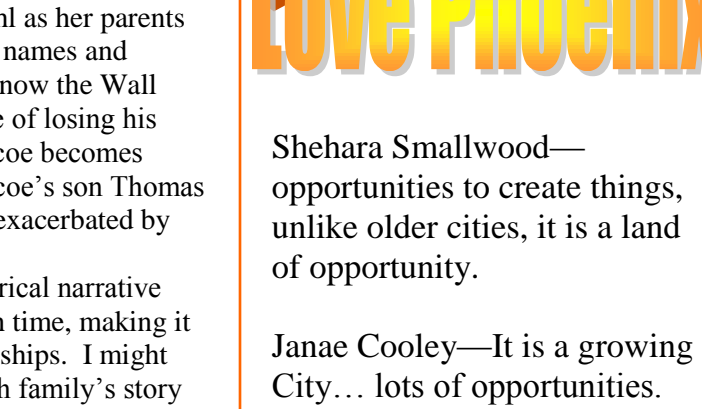 nl as her parents
names and
now the Wall
e of losing his
coe becomes
coe's son Thomas
exacerbated by
rical narrative
n time, making it
ships. I might
h family's story
Love Phoenix
Shehara Smallwood—
opportunities to create things,
unlike older cities, it is a land
of opportunity.
Janae Cooley—It is a growing
City… lots of opportunities.